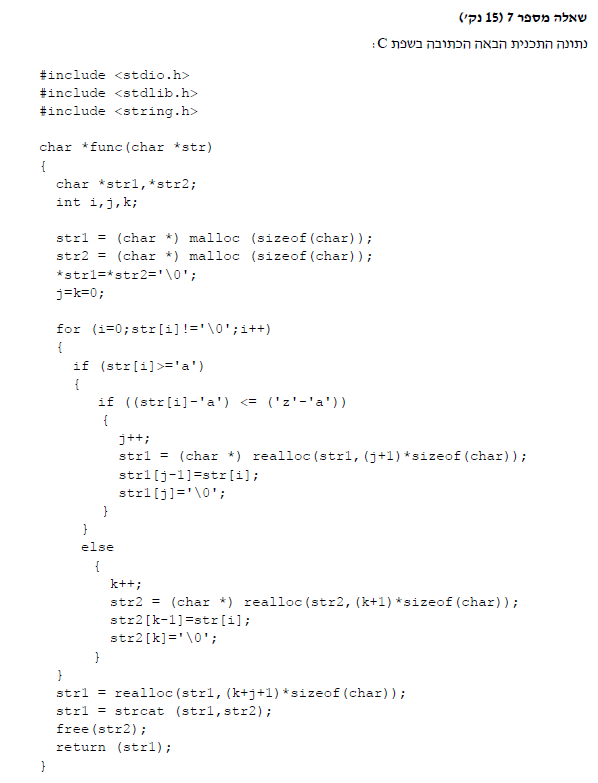 שאלה מספר 7 (15 נק')
נתונה התכנית הבאה הכתובה בשפת C:
#include <stdio.h>
#include <stdlib.h>
#include <string.h>
char *func(char *str)
{
char *str1,*str2;
int i,j,k;
str1 = (char *) malloc (sizeof(char));
str2 = (char *) malloc (sizeof(char));
*str1=*str2='\0';
j=k=0;
for (i=0;str[i]!='\0';i++)
{
if (str[i]>='a')
{
if ((str[i]-'a') <= ('z'-'a'))
{
j++;
str1 = (char *) realloc(str1,(j+1)*sizeof(char));
str1[j-1]=str[i];
str1[j]='\0';
}
}
else
{
k++;
str2 = (char *) realloc(str2,(k+1)*sizeof(char));
str2[k-1]=str[i];
str2[k]='\0';
}
}
str1 = realloc(str1,(k+j+1)*sizeof(char));
str1 = strcat (str1,str2);
free(str2);
return (str1);
}